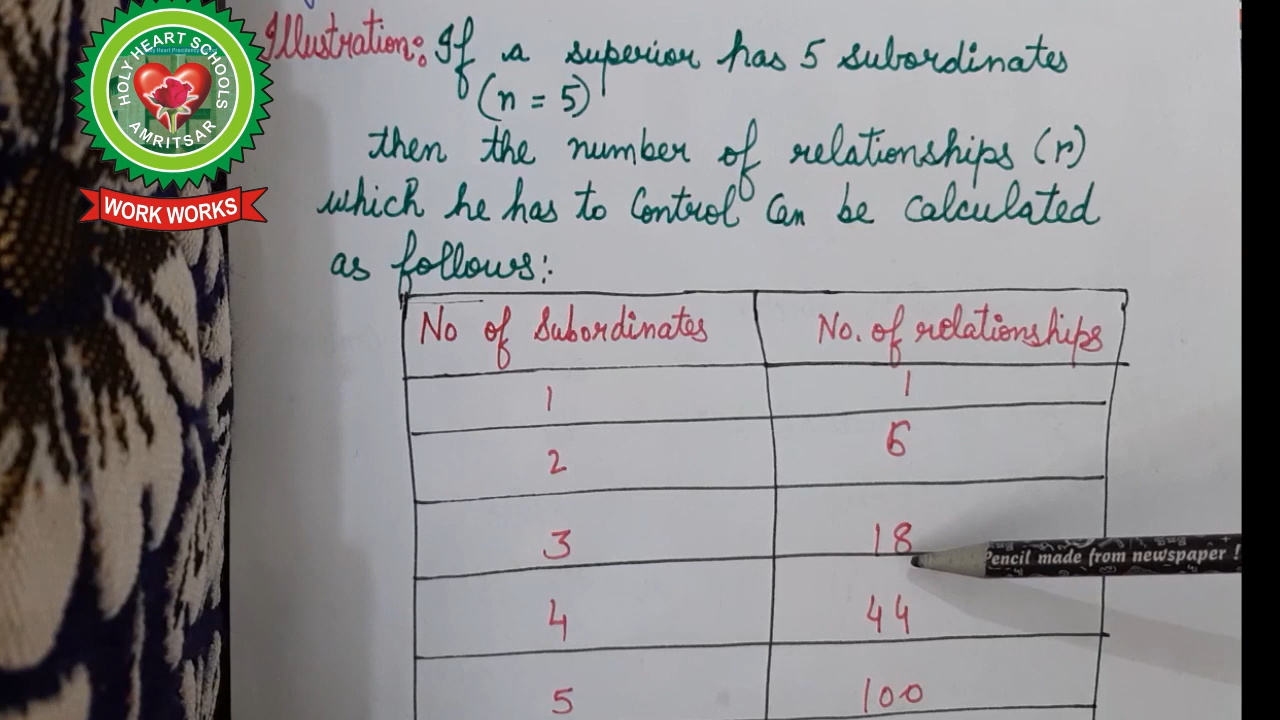 HOLY HEART SCHOOLS
AMRITSAR
WORK WORKS
Illustration: If a superior has 5 subordinates
(n = 5)
then the number of relationships (r)
which he has to Control Can be calculated
as follows:
No of Subordinates No. of relationships
1 1
2 6
3 18
4 44
5 100
Pencil made from newspaper !